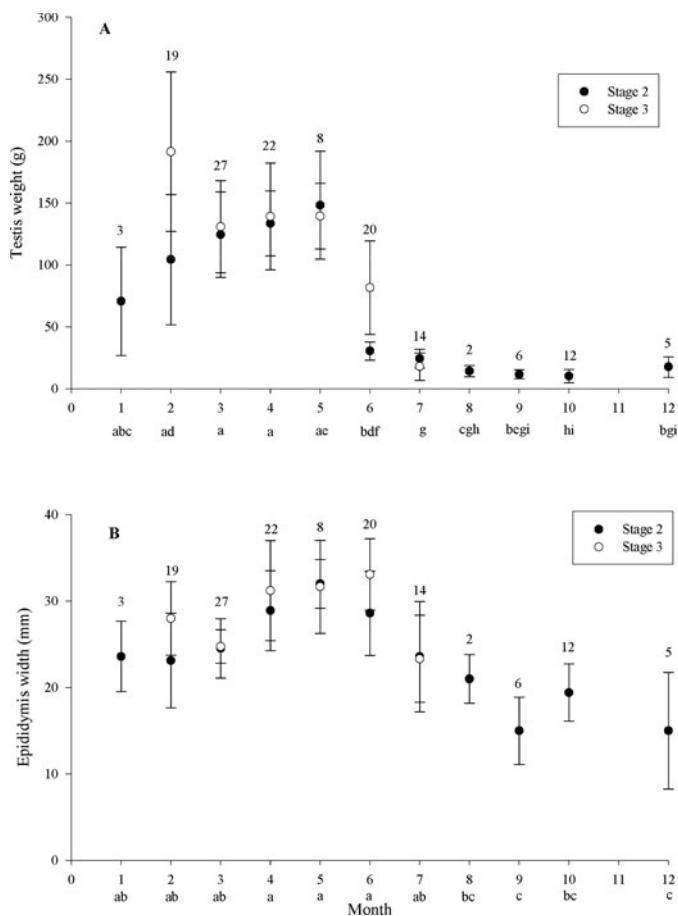 A
300
250
200
150
100
50
0
Testis weight (g)
Stage 2
Stage 3
3
19
27
22
8
20
14
2
6
12
5
0 1 2 3 4 5 6 7 8 9 10 11 12
abc ad a a ae bdf g cgh begi hi bgi
B
40
30
20
10
0
Epididymis width (mm)
Stage 2
Stage 3
3
19
27
22
8
20
14
2
6
12
5
0 1 2 3 4 5 6 7 8 9 10 11 12
ab ab ab a a a ab bc c bc c
Month